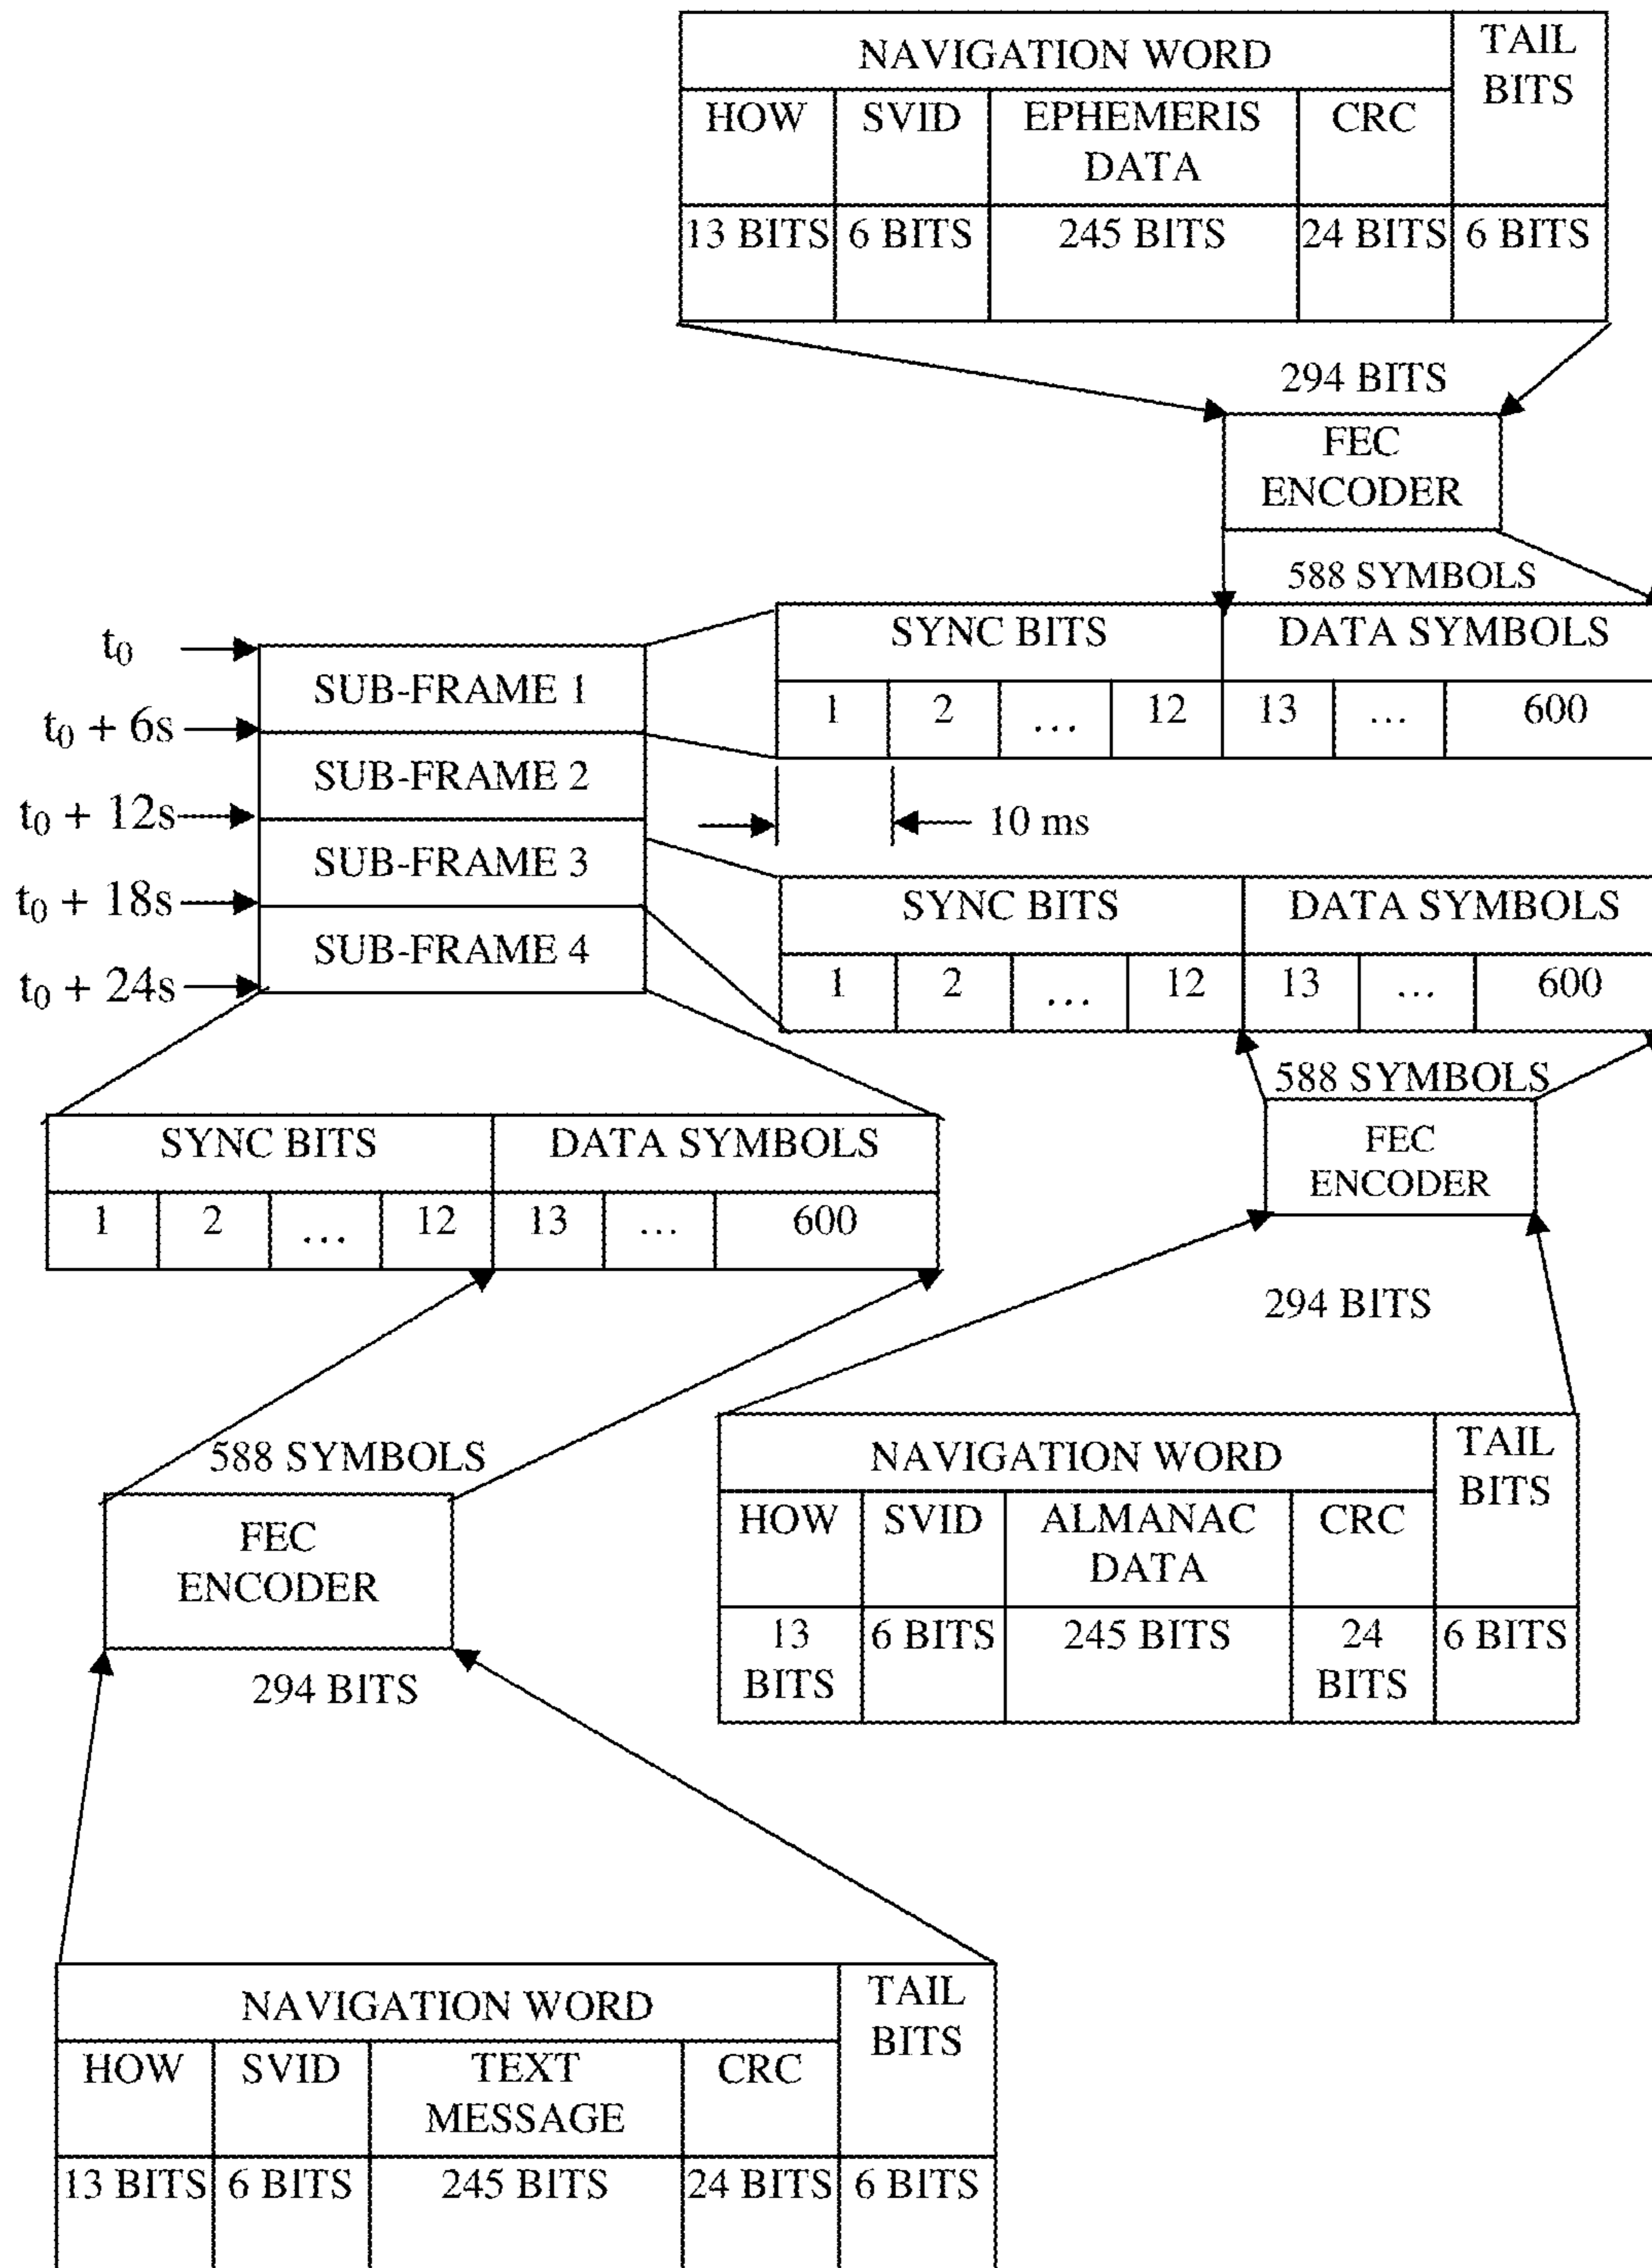 NAVIGATION WORD
TAIL
BITS
HOW
SVID
EPHEMERIS
DATA
CRC
13 BITS
6 BITS
245 BITS
24 BITS
6 BITS
294 BITS
FEC
ENCODER
588 SYMBOLS
SYNC BITS
DATA SYMBOLS
1
2
...
12
13
...
600
t0
t0 + 6s
t0 + 12s
t0 + 18s
t0 + 24s
SUB-FRAME 1
SUB-FRAME 2
SUB-FRAME 3
SUB-FRAME 4
10 ms
SYNC BITS
DATA SYMBOLS
1
2
...
12
13
...
600
588 SYMBOLS
FEC
ENCODER
294 BITS
SYNC BITS
DATA SYMBOLS
1
2
...
12
13
...
600
588 SYMBOLS
FEC
ENCODER
294 BITS
NAVIGATION WORD
TAIL
BITS
HOW
SVID
ALMANAC
DATA
CRC
13
BITS
6 BITS
245 BITS
24
BITS
6 BITS
NAVIGATION WORD
TAIL
BITS
HOW
SVID
TEXT
MESSAGE
CRC
13 BITS
6 BITS
245 BITS
24 BITS
6 BITS